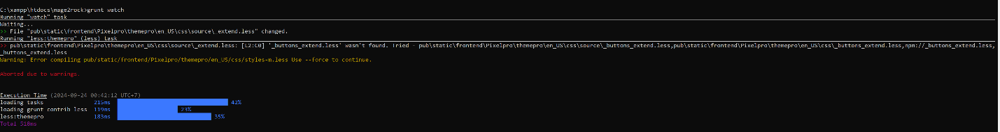 C:\xampp\htdocs\mage2rock>grunt watch
Running "watch" task
Waiting...
>> File "pub\static\frontend\Pixelpro\themepro\en_US\css\source\_extend.less" changed.
Running "less:themepro" (less) task
>> pub\static\frontend\Pixelpro\themepro\en_US\css\source\_extend.less: [L2:C0] '_buttons_extend.less' wasn't found. Tried - pub\static\frontend\Pixelpro\themepro\en_US\css\source\_buttons_extend.less,pub\static\frontend\Pixelpro\themepro\en_US\css\_buttons_extend.less,npm://_buttons_extend.less,
_buttons_extend.less
Warning: Error compiling pub/static/frontend/Pixelpro/themepro/en_US/css/styles-m.less Use --force to continue.
Aborted due to warnings.
Execution Time (2024-09-24 00:42:12 UTC+7)
loading tasks 215ms 42%
loading grunt-contrib-less 119ms 23%
less:themepro 183ms 35%
Total 518ms